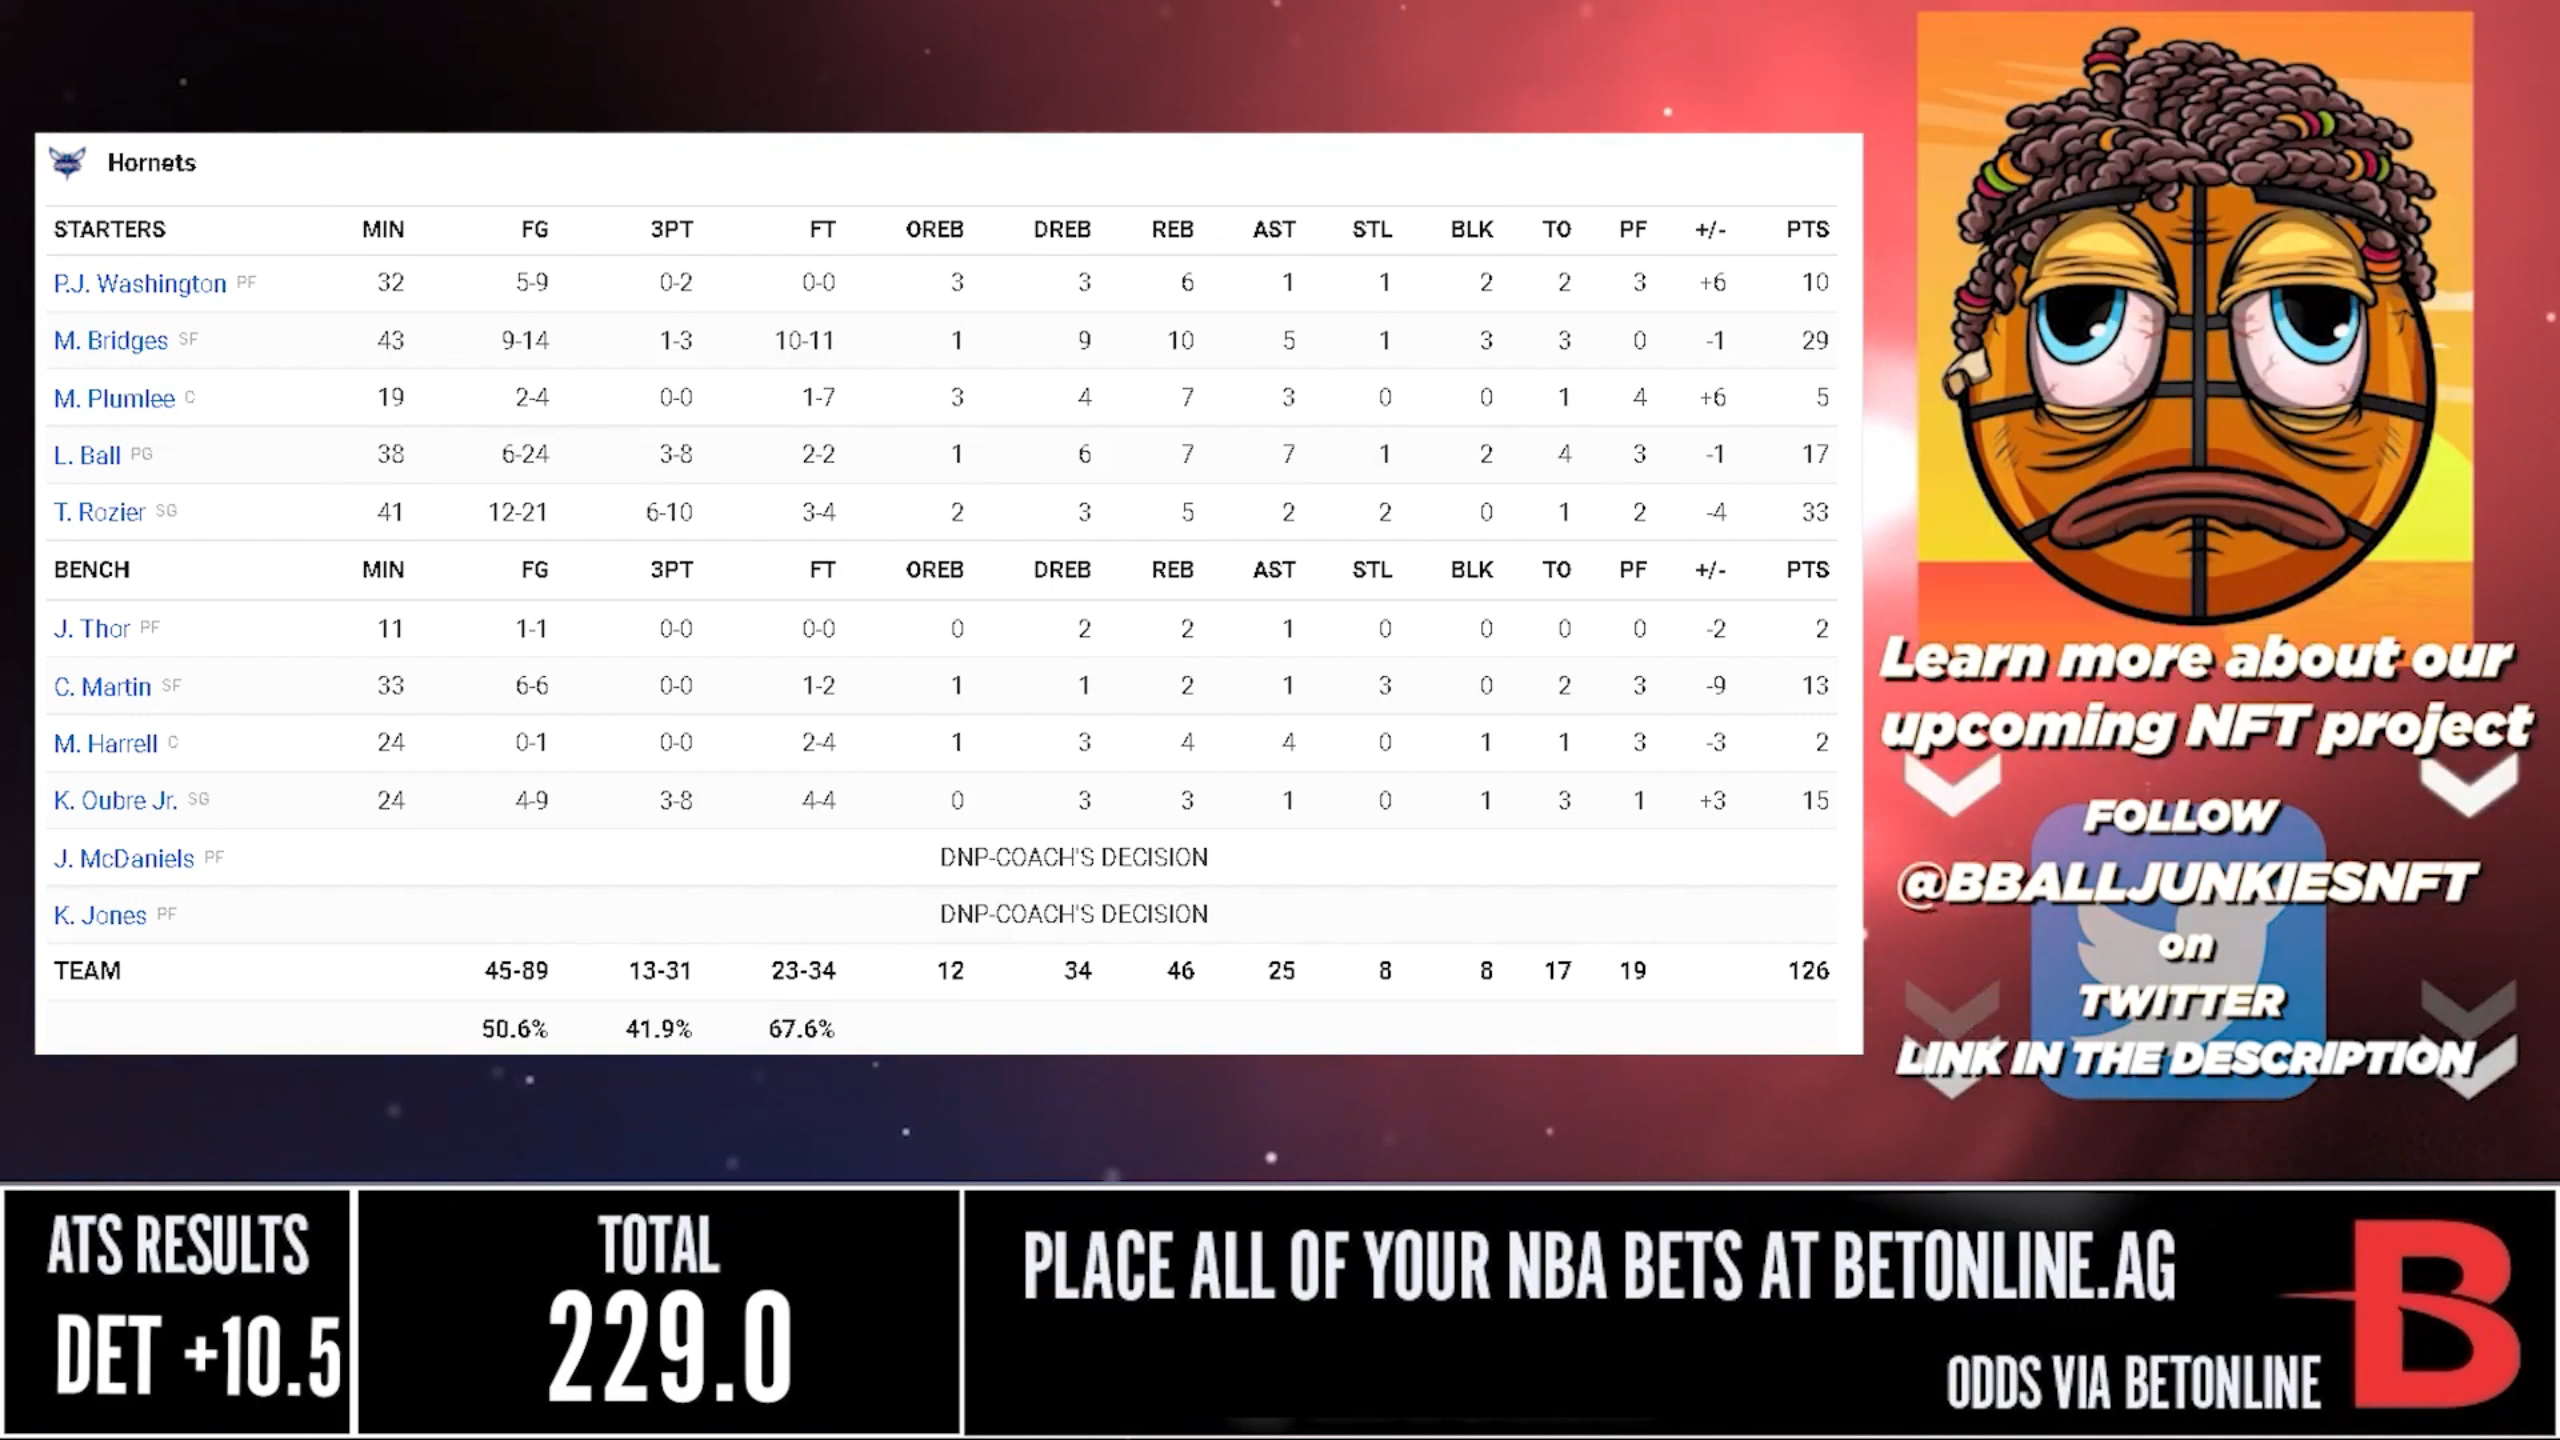 Hornets
STARTERS MIN FG 3PT FT OREB DREB REB AST STL BLK TO PF +/- PTS
P.J. Washington PF 32 5-9 0-2 0-0 3 3 6 1 1 2 2 3 +6 10
M. Bridges SF 43 9-14 1-3 10-11 1 9 10 5 1 3 3 0 -1 29
M. Plumlee C 19 2-4 0-0 1-7 3 4 7 3 0 0 1 4 +6 5
L. Ball PG 38 6-24 3-8 2-2 1 6 7 7 1 2 4 3 -1 17
T. Rozier SG 41 12-21 6-10 3-4 2 3 5 2 2 0 1 2 -4 33
BENCH MIN FG 3PT FT OREB DREB REB AST STL BLK TO PF +/- PTS
J. Thor PF 11 1-1 0-0 0-0 0 2 2 1 0 0 0 0 -2 2
C. Martin SF 33 6-6 0-0 1-2 1 1 2 1 3 0 2 3 -9 13
M. Harrell C 24 0-1 0-0 2-4 1 3 4 4 0 1 1 3 -3 2
K. Oubre Jr. SG 24 4-9 3-8 4-4 0 3 3 1 0 1 3 1 +3 15
J. McDaniels PF DNP-COACH'S DECISION
K. Jones PF DNP-COACH'S DECISION
TEAM 45-89 13-31 23-34 12 34 46 25 8 8 17 19 126
50.6% 41.9% 67.6%
Learn more about our
upcoming NFT project
FOLLOW
@BBALLJUNKIESNFT
on
TWITTER
LINK IN THE DESCRIPTION
ATS RESULTS
DET +10.5
TOTAL
229.0
PLACE ALL OF YOUR NBA BETS AT BETONLINE.AG
ODDS VIA BETONLINE
B